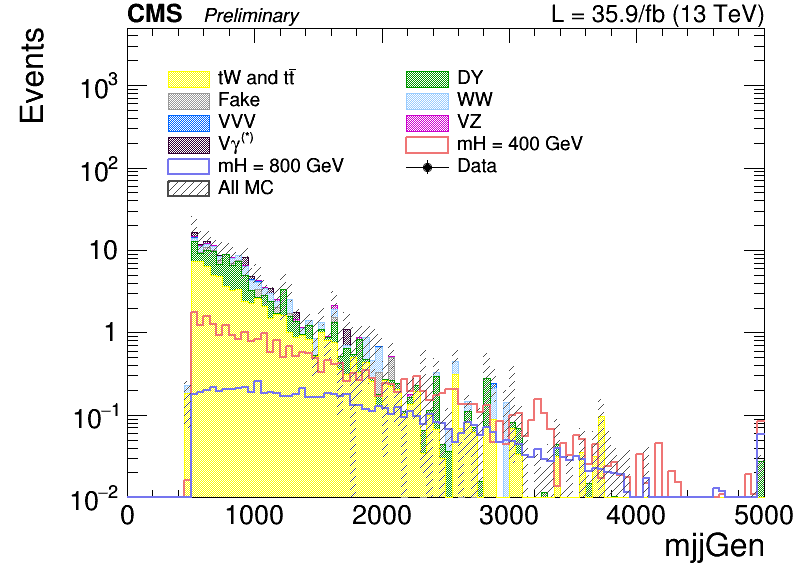 CMS Preliminary L = 35.9/fb (13 TeV)
Events
tW and tt̄ DY
Fake WW
VVV VZ
Vγ(*) mH = 400 GeV
mH = 800 GeV Data
All MC
10³
10²
10
1
10⁻¹
10⁻²
0 1000 2000 3000 4000 5000
mjjGen